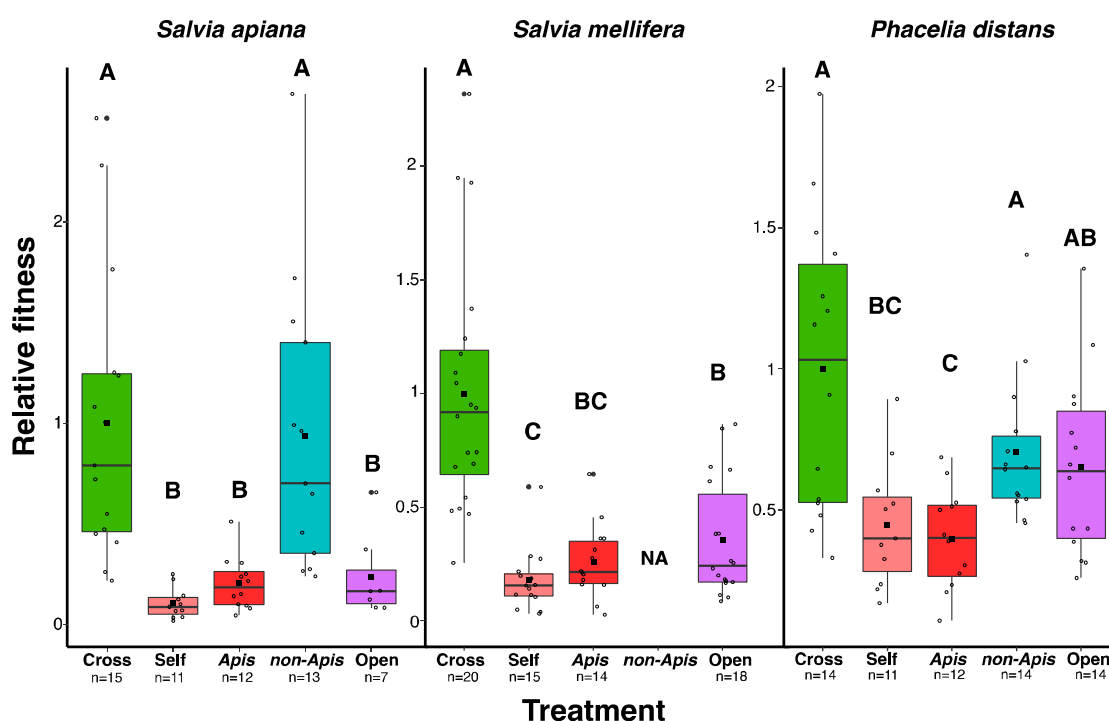 Salvia apiana
Salvia mellifera
Phacelia distans
Relative fitness
2
1
0
A
B
B
A
B
Cross
Self
Apis
non-Apis
Open
n=15
n=11
n=12
n=13
n=7
2
1.5
1
0.5
0
A
C
BC
NA
B
Cross
Self
Apis
non-Apis
Open
n=20
n=15
n=14
n=18
2
1.5
1
0.5
A
BC
C
A
AB
Cross
Self
Apis
non-Apis
Open
n=14
n=11
n=12
n=14
n=14
Treatment